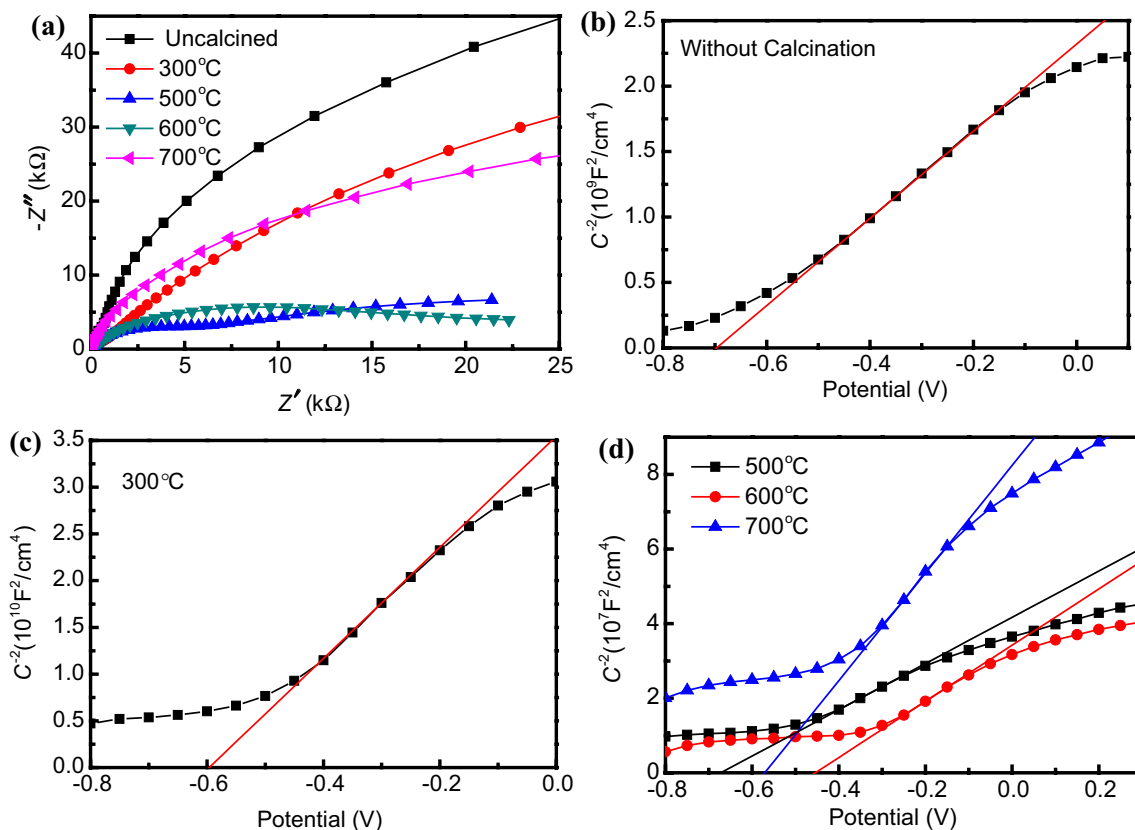 (a)
Uncalcined
300°C
500°C
600°C
700°C
-Z″ (kΩ)
40
30
20
10
0
0 5 10 15 20 25
Z′ (kΩ)
(b)
Without Calcination
C⁻²(10⁹F²/cm⁴)
2.5
2.0
1.5
1.0
0.5
0.0
-0.8 -0.6 -0.4 -0.2 0.0
Potential (V)
(c)
300°C
C⁻²(10¹⁰F²/cm⁴)
3.5
3.0
2.5
2.0
1.5
1.0
0.5
0.0
-0.8 -0.6 -0.4 -0.2 0.0
Potential (V)
(d)
500°C
600°C
700°C
C⁻²(10⁷F²/cm⁴)
8
6
4
2
0
-0.8 -0.6 -0.4 -0.2 0.0 0.2
Potential (V)